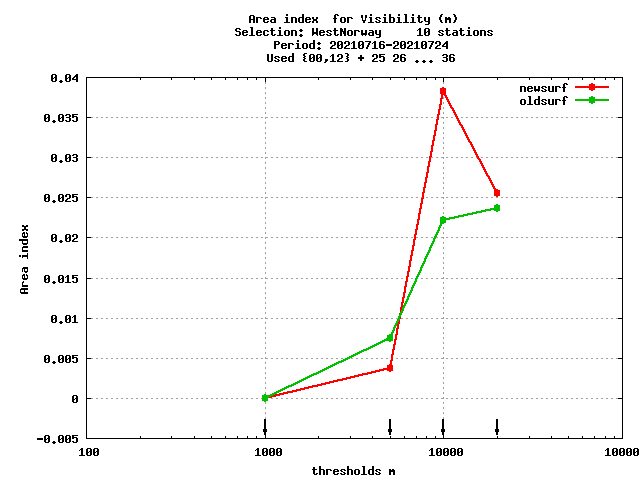 Area index  for Visibility (m)
Selection: WestNorway     10 stations
Period: 20210716-20210724
Used {00,12} + 25 26 ... 36
newsurf
oldsurf
0.04
0.035
0.03
0.025
0.02
0.015
0.01
0.005
0
-0.005
Area index
100
1000
10000
10000
thresholds m